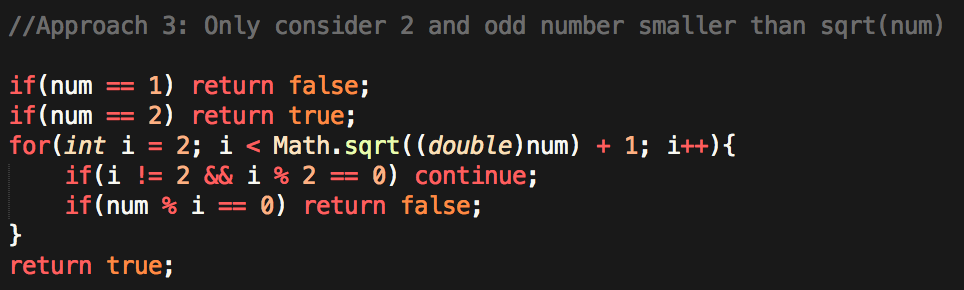 //Approach 3: Only consider 2 and odd number smaller than sqrt(num)
if(num == 1) return false;
if(num == 2) return true;
for(int i = 2; i < Math.sqrt((double)num) + 1; i++){
if(i != 2 && i % 2 == 0) continue;
if(num % i == 0) return false;
}
return true;